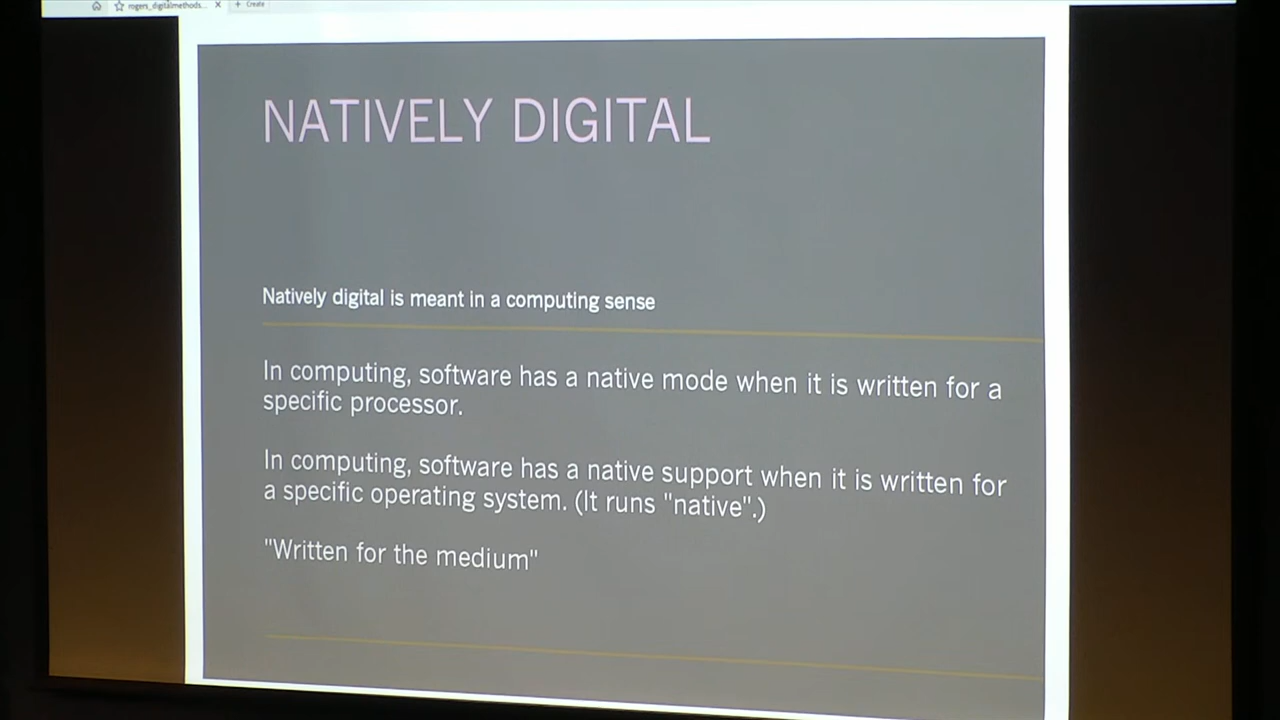 rogers_digitalmethods...
Create
NATIVELY DIGITAL
Natively digital is meant in a computing sense
In computing, software has a native mode when it is written for a
specific processor.
In computing, software has a native support when it is written for
a specific operating system. (It runs "native".)
"Written for the medium"